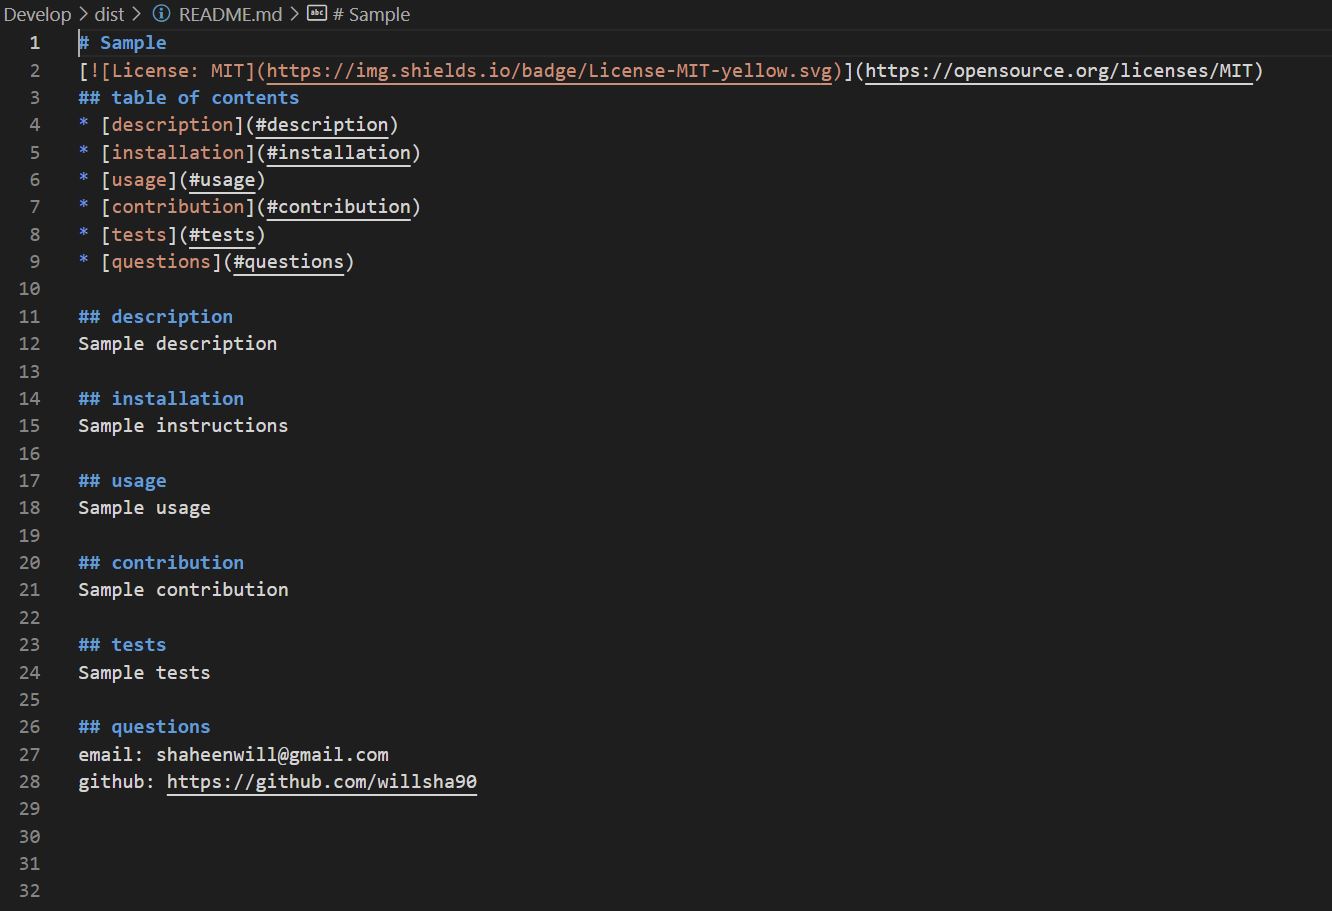 Develop > dist > README.md > # Sample
1 # Sample
2 [![License: MIT](https://img.shields.io/badge/License-MIT-yellow.svg)](https://opensource.org/licenses/MIT)
3 ## table of contents
4 * [description](#description)
5 * [installation](#installation)
6 * [usage](#usage)
7 * [contribution](#contribution)
8 * [tests](#tests)
9 * [questions](#questions)
10
11 ## description
12 Sample description
13
14 ## installation
15 Sample instructions
16
17 ## usage
18 Sample usage
19
20 ## contribution
21 Sample contribution
22
23 ## tests
24 Sample tests
25
26 ## questions
27 email: shaheenwill@gmail.com
28 github: https://github.com/willsha90
29
30
31
32